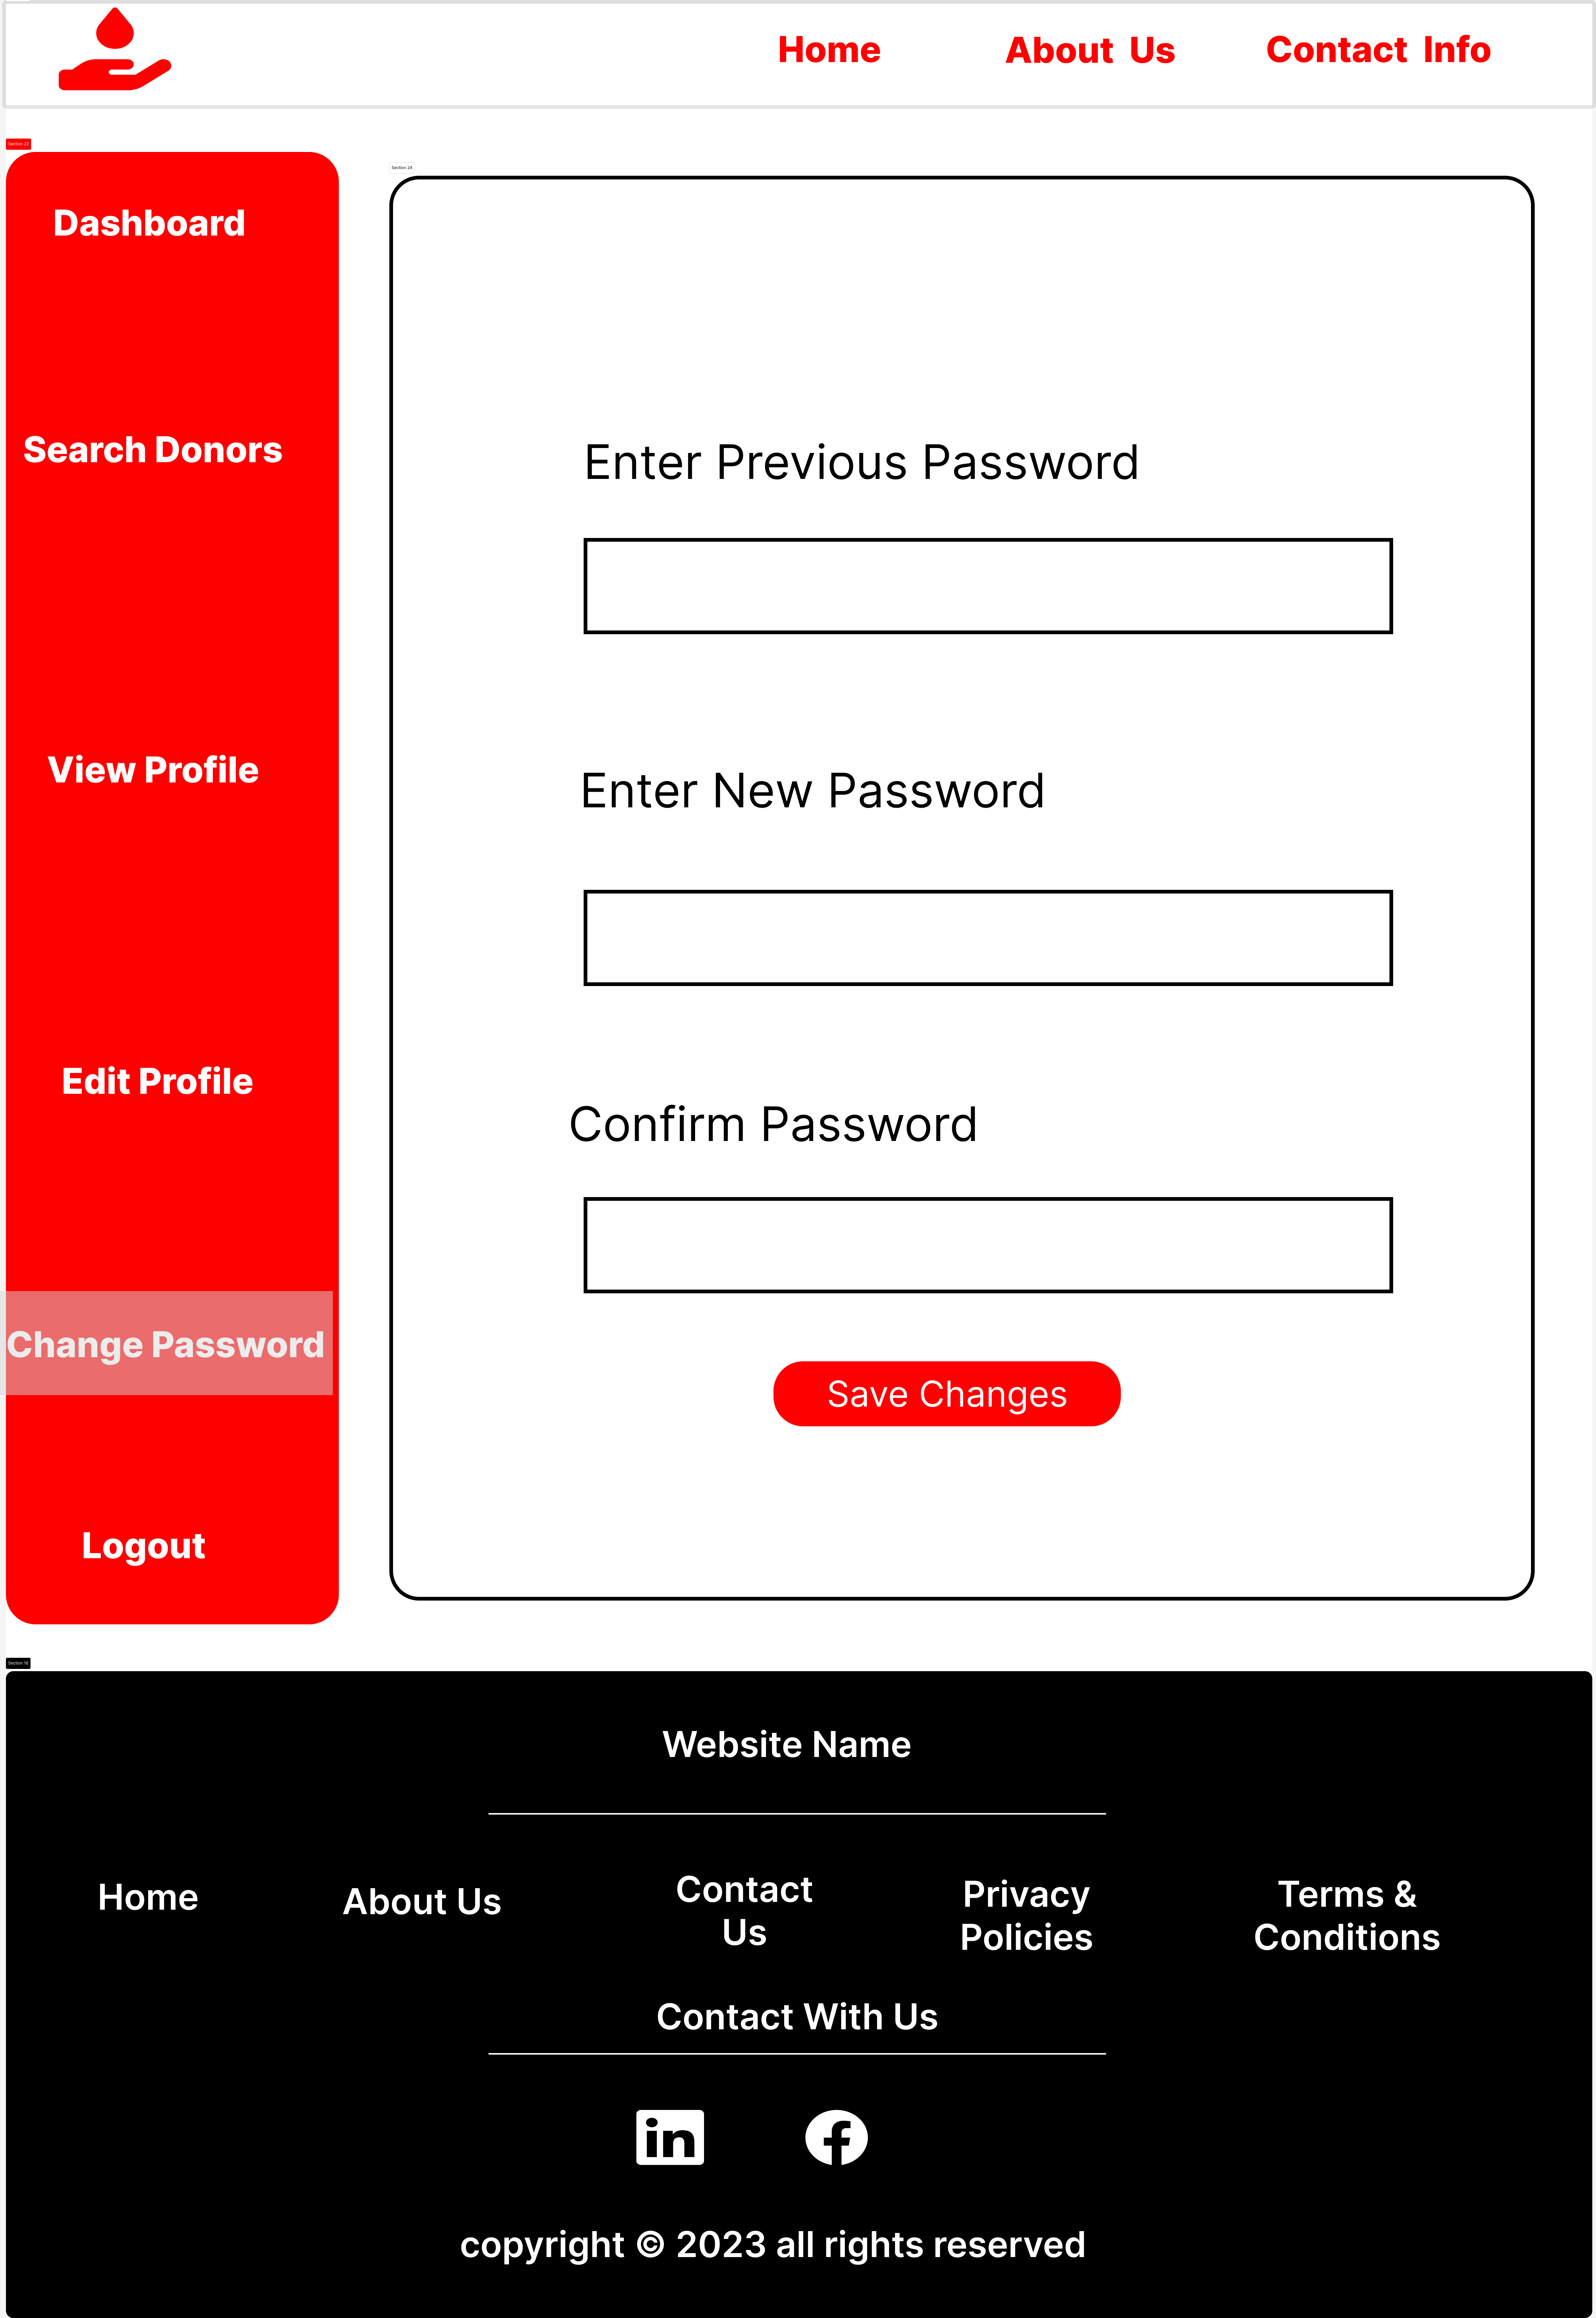 Home About Us Contact Info
Section 22
Section 24
Dashboard
Search Donors
View Profile
Edit Profile
Change Password
Logout
Enter Previous Password
Enter New Password
Confirm Password
Save Changes
Section 18
Website Name
Home
About Us
Contact
Us
Privacy
Policies
Terms &
Conditions
Contact With Us
in f
copyright © 2023 all rights reserved